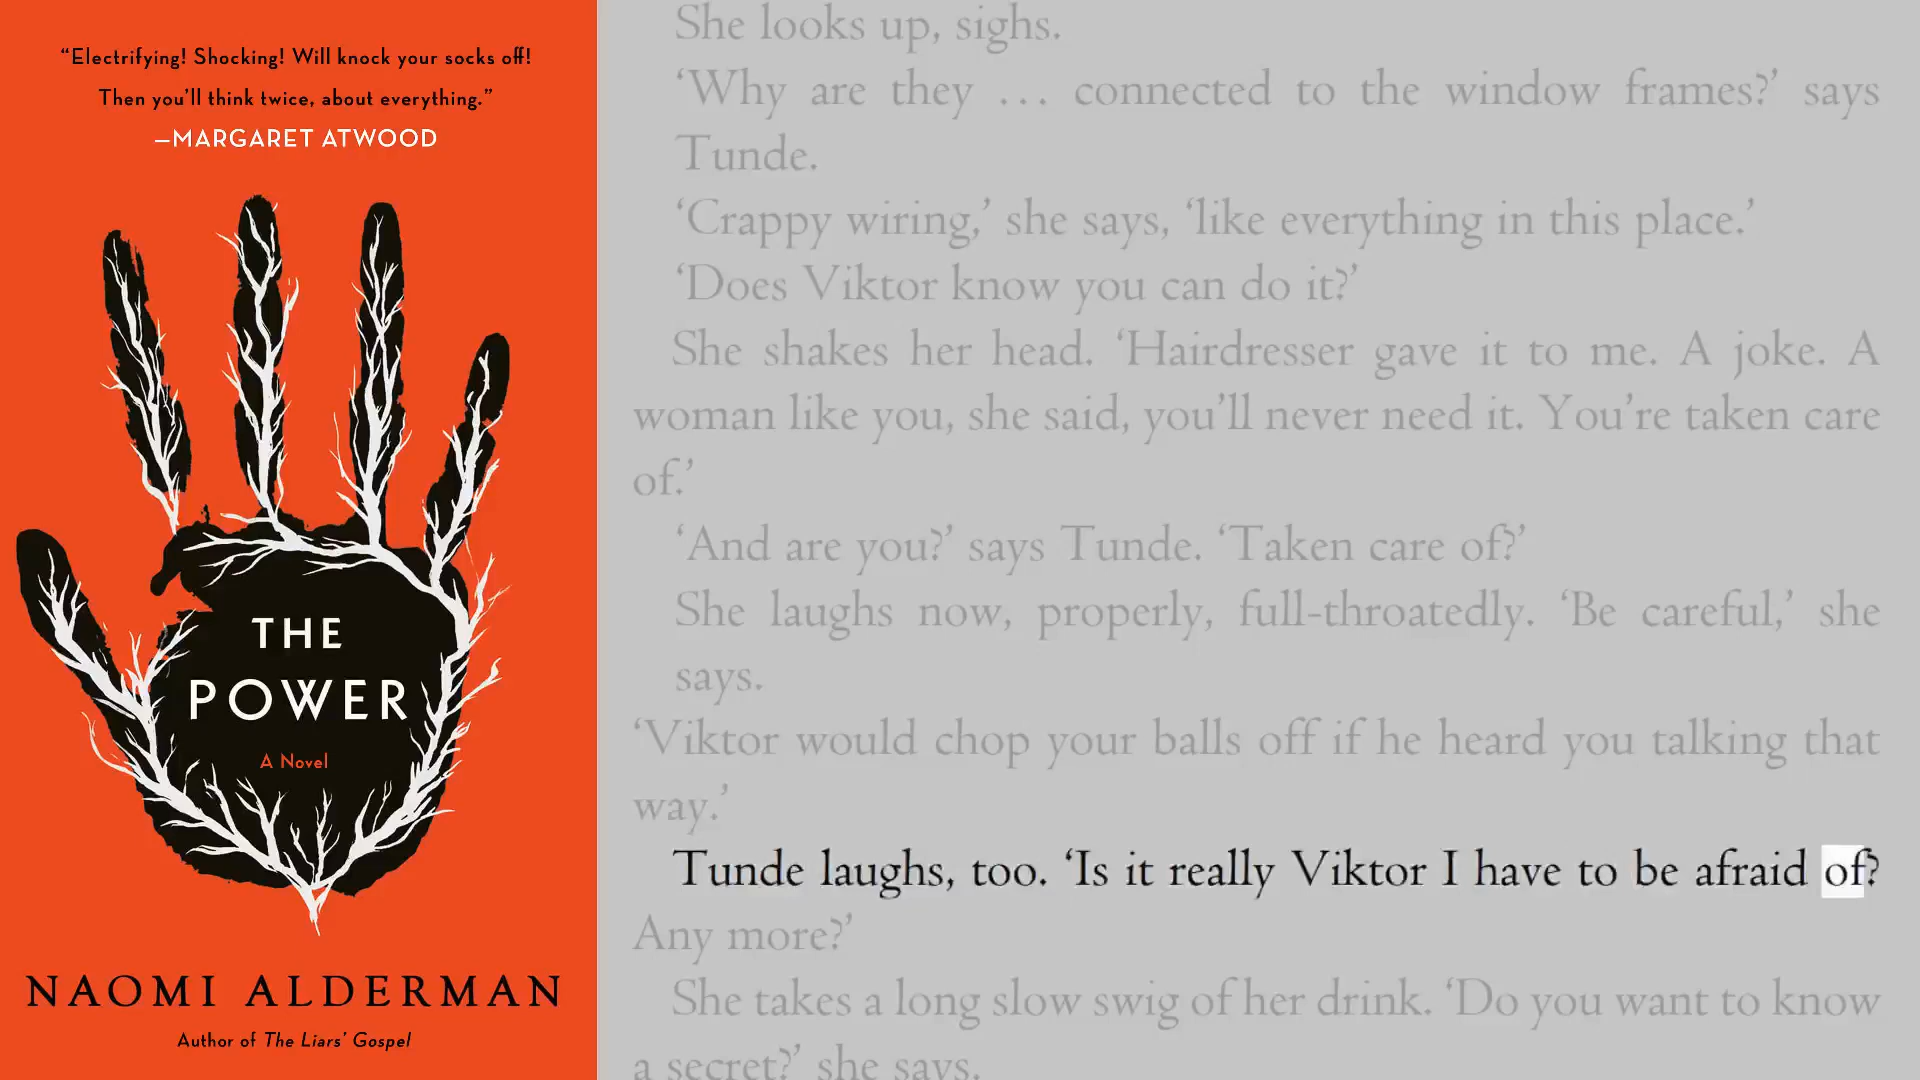 “Electrifying! Shocking! Will knock your socks off!
Then you’ll think twice, about everything.”
—MARGARET ATWOOD
THE
POWER
A Novel
NAOMI ALDERMAN
Author of The Liars’ Gospel
She looks up, sighs.
‘Why are they … connected to the window frames?’ says
Tunde.
‘Crappy wiring,’ she says, ‘like everything in this place.’
‘Does Viktor know you can do it?’
She shakes her head. ‘Hairdresser gave it to me. A joke. A
woman like you, she said, you’ll never need it. You’re taken care
of.’
‘And are you?’ says Tunde. ‘Taken care of?’
She laughs now, properly, full-throatedly. ‘Be careful,’ she
says.
‘Viktor would chop your balls off if he heard you talking that
way.’
Tunde laughs, too. ‘Is it really Viktor I have to be afraid of?
Any more?’
She takes a long slow swig of her drink. ‘Do you want to know
a secret?’ she says.